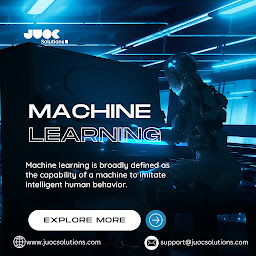 JUOC
Solutions
MACHINE
LEARNING
Machine learning is broadly defined as
the capability of a machine to imitate
intelligent human behavior.
EXPLORE MORE
www.juocsolutions.com
support@juocsolutions.com